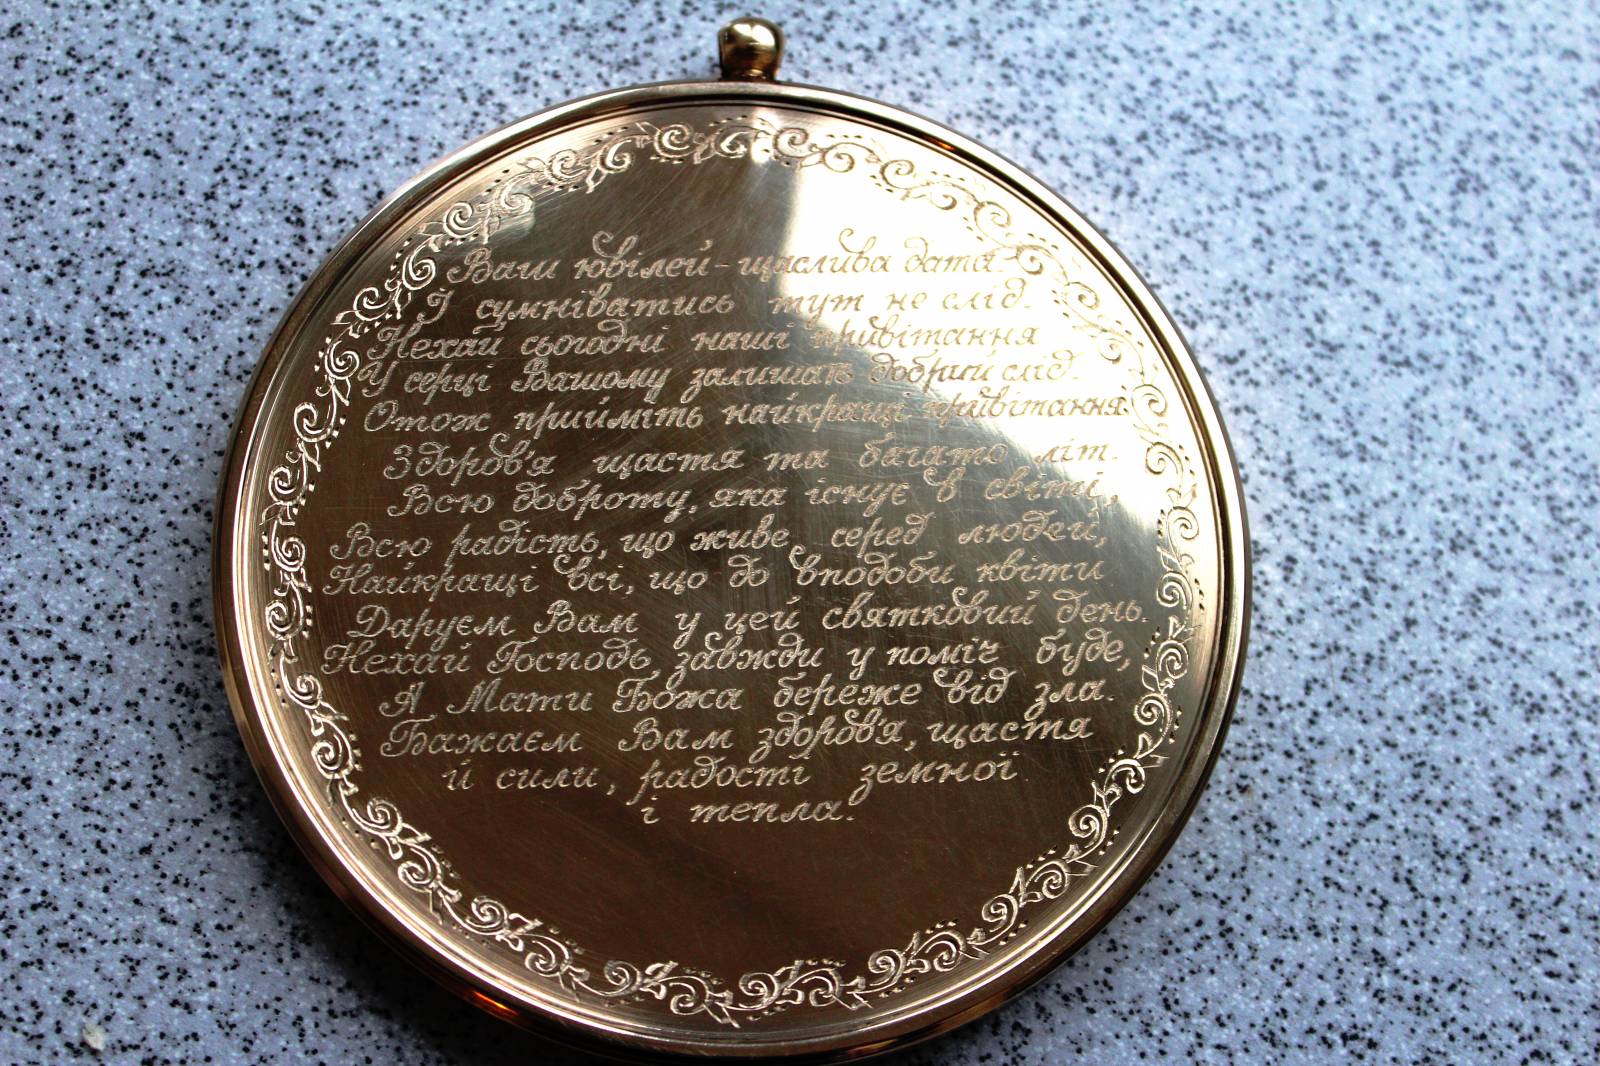 Ваш ювілей - щаслива дата.
І сумніватись тут не слід.
Нехай сьогодні наші привітання
У серці Вашому залишать добрий слід.
Отож прийміть найкращі привітання
Здоров'я щастя та багато літ.
Всю доброту, яка існує в світі,
Всю радість, що живе серед людей,
Найкращі всі, що до вподоби квіти
Даруєм Вам у цей святковий день.
Нехай Господь завжди у поміч буде,
А Мати Божа береже від зла.
Бажаєм Вам здоров'я, щастя
й сили, радості земної
і тепла.